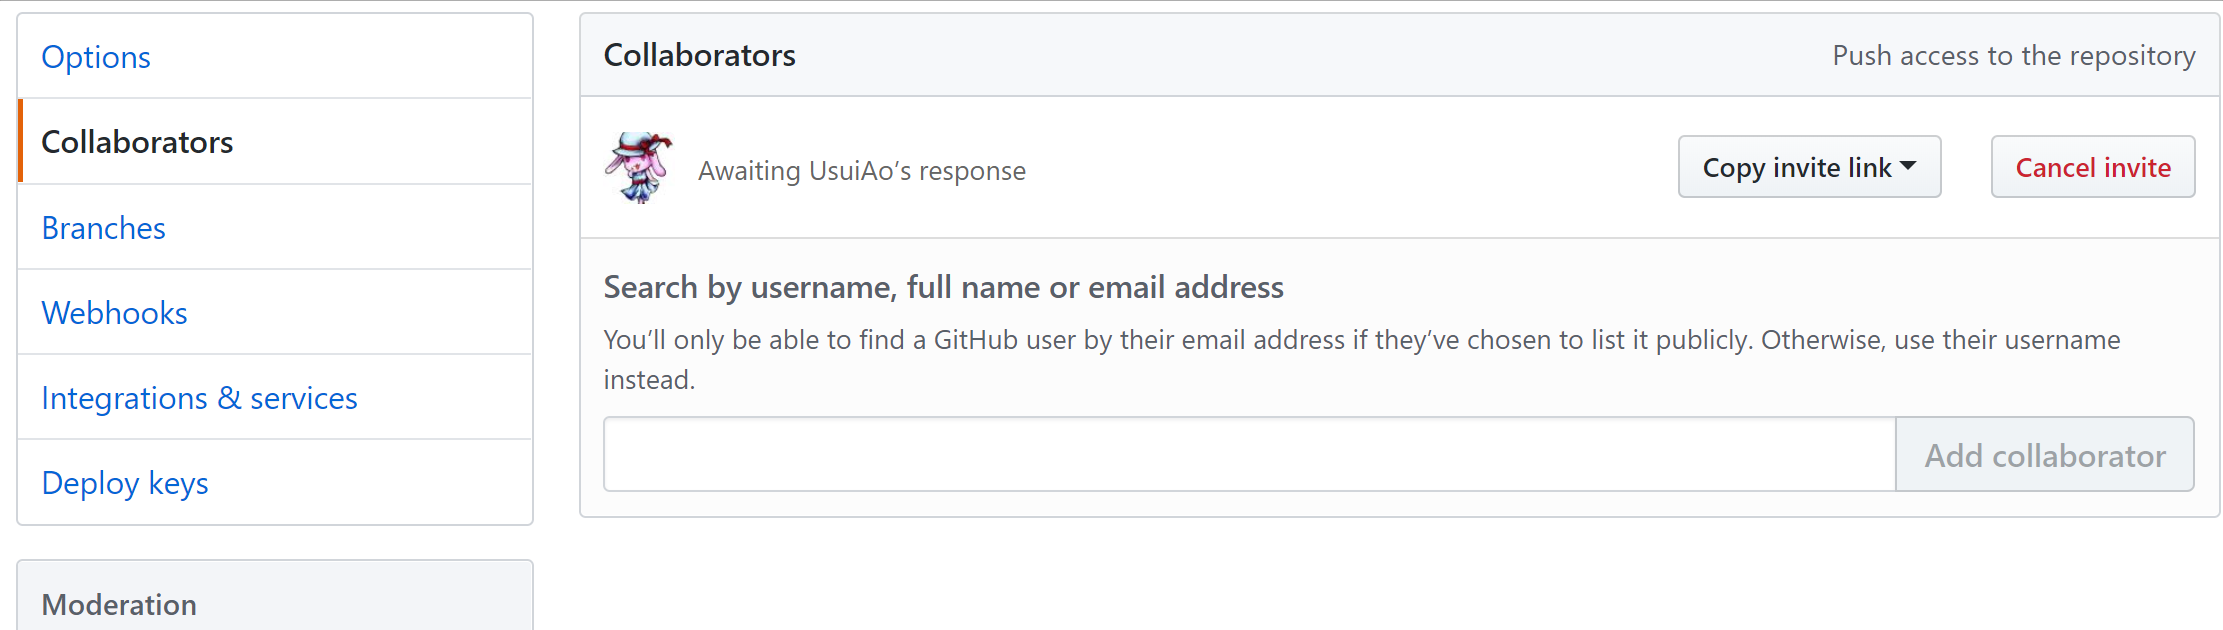 Options
Collaborators
Branches
Webhooks
Integrations & services
Deploy keys
Moderation
Collaborators
Push access to the repository
Awaiting UsuiAo’s response
Copy invite link
Cancel invite
Search by username, full name or email address
You’ll only be able to find a GitHub user by their email address if they’ve chosen to list it publicly. Otherwise, use their username
instead.
Add collaborator